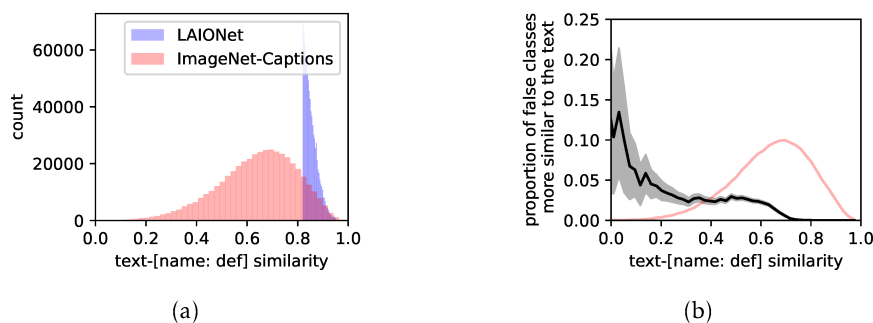 LAIONet
ImageNet-Captions
count
60000
40000
20000
0
0.0 0.2 0.4 0.6 0.8 1.0
text-[name: def] similarity
(a)
proportion of false classes
more similar to the text
0.25
0.20
0.15
0.10
0.05
0.00
0.0 0.2 0.4 0.6 0.8 1.0
text-[name: def] similarity
(b)